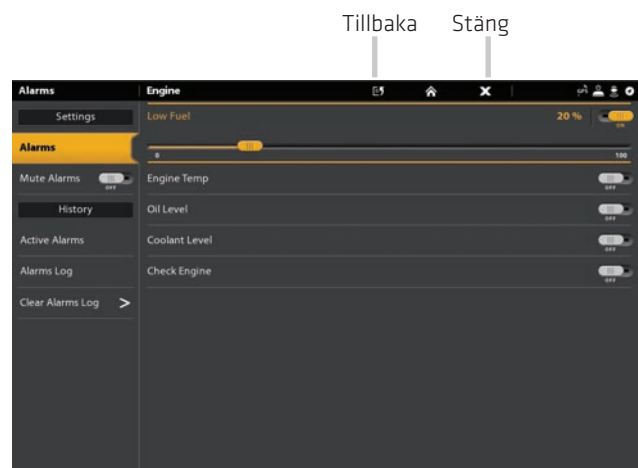 Tillbaka Stäng
Alarms Engine
Settings Low Fuel 20 % ON
Alarms
0 100
Mute Alarms OFF Engine Temp OFF
History Oil Level OFF
Active Alarms Coolant Level OFF
Alarms Log Check Engine OFF
Clear Alarms Log >